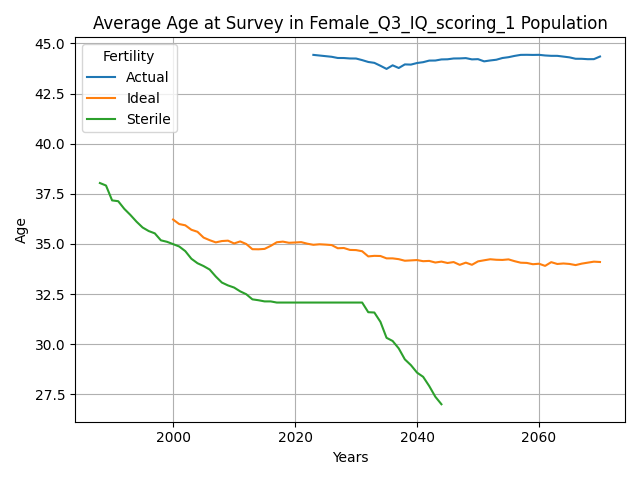 Average Age at Survey in Female_Q3_IQ_scoring_1 Population
Fertility
Actual
Ideal
Sterile
45.0
42.5
40.0
37.5
35.0
32.5
30.0
27.5
Age
2000
2020
2040
2060
Years